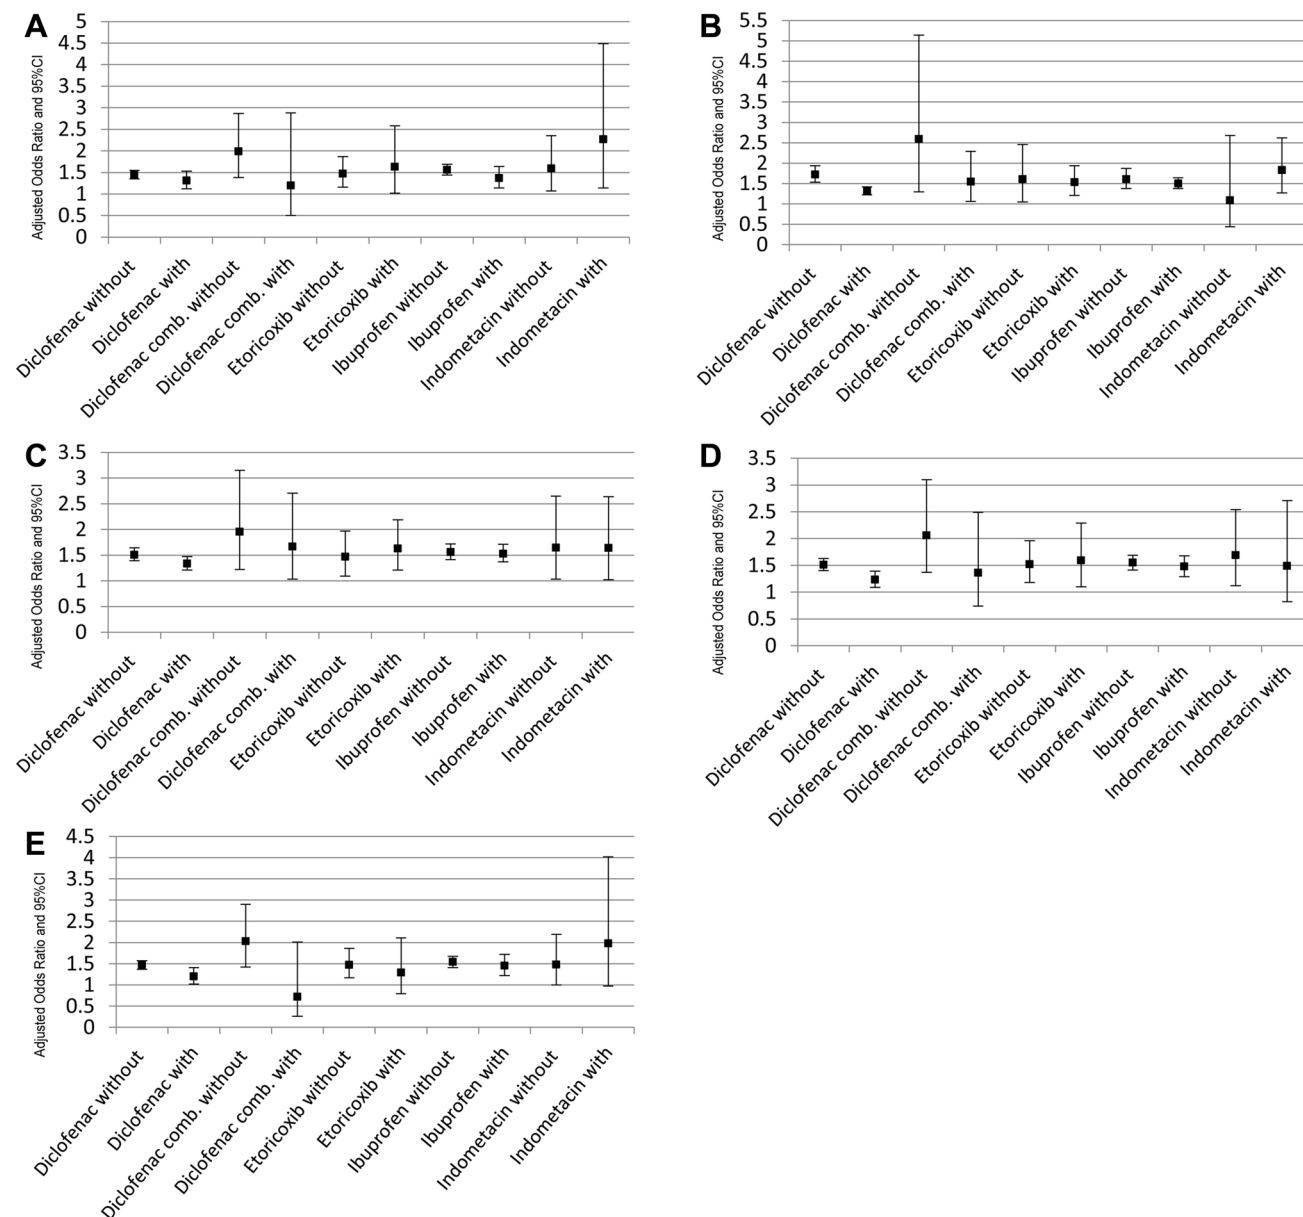 A
Adjusted Odds Ratio and 95%CI
5
4.5
4
3.5
3
2.5
2
1.5
1
0.5
0
Diclofenac without
Diclofenac with
Diclofenac comb. without
Diclofenac comb. with
Etoricoxib without
Etoricoxib with
Ibuprofen without
Ibuprofen with
Indometacin without
Indometacin with
B
Adjusted Odds Ratio and 95%CI
5.5
5
4.5
4
3.5
3
2.5
2
1.5
1
0.5
0
Diclofenac without
Diclofenac with
Diclofenac comb. without
Diclofenac comb. with
Etoricoxib without
Etoricoxib with
Ibuprofen without
Ibuprofen with
Indometacin without
Indometacin with
C
Adjusted Odds Ratio and 95%CI
3.5
3
2.5
2
1.5
1
0.5
0
Diclofenac without
Diclofenac with
Diclofenac comb. without
Diclofenac comb. with
Etoricoxib without
Etoricoxib with
Ibuprofen without
Ibuprofen with
Indometacin without
Indometacin with
D
Adjusted Odds Ratio and 95%CI
3.5
3
2.5
2
1.5
1
0.5
0
Diclofenac without
Diclofenac with
Diclofenac comb. without
Diclofenac comb. with
Etoricoxib without
Etoricoxib with
Ibuprofen without
Ibuprofen with
Indometacin without
Indometacin with
E
Adjusted Odds Ratio and 95%CI
4.5
4
3.5
3
2.5
2
1.5
1
0.5
0
Diclofenac without
Diclofenac with
Diclofenac comb. without
Diclofenac comb. with
Etoricoxib without
Etoricoxib with
Ibuprofen without
Ibuprofen with
Indometacin without
Indometacin with